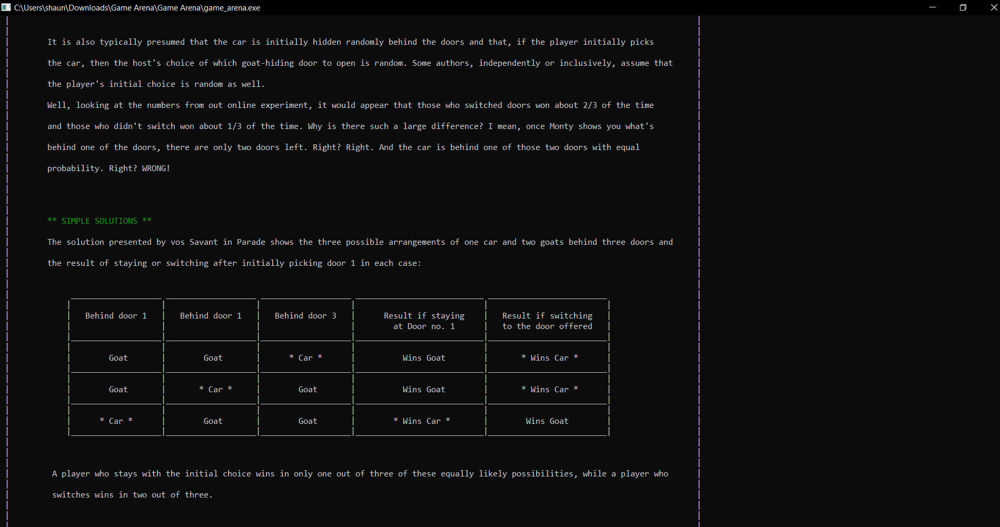 C:\Users\shaun\Downloads\Game Arena\Game Arena\game_arena.exe
It is also typically presumed that the car is initially hidden randomly behind the doors and that, if the player initially picks
the car, then the host's choice of which goat-hiding door to open is random. Some authors, independently or inclusively, assume that
the player's initial choice is random as well.
Well, looking at the numbers from out online experiment, it would appear that those who switched doors won about 2/3 of the time
and those who didn't switch won about 1/3 of the time. Why is there such a large difference? I mean, once Monty shows you what's
behind one of the doors, there are only two doors left. Right? Right. And the car is behind one of those two doors with equal
probability. Right? WRONG!
** SIMPLE SOLUTIONS **
The solution presented by vos Savant in Parade shows the three possible arrangements of one car and two goats behind three doors and
the result of staying or switching after initially picking door 1 in each case:
Behind door 1 Behind door 1 Behind door 3 Result if staying Result if switching
at Door no. 1 to the door offered
Goat Goat * Car * Wins Goat * Wins Car *
Goat * Car * Goat Wins Goat * Wins Car *
* Car * Goat Goat * Wins Car * Wins Goat
A player who stays with the initial choice wins in only one out of three of these equally likely possibilities, while a player who
switches wins in two out of three.